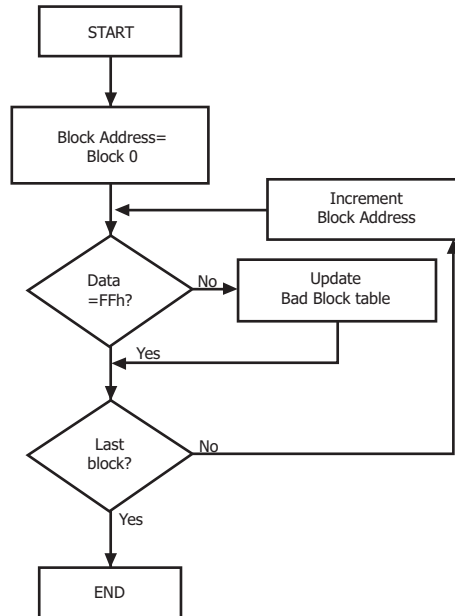 START
Block Address=
Block 0
Increment
Block Address
Data
=FFh?
No
Update
Bad Block table
Yes
Last
block?
No
Yes
END